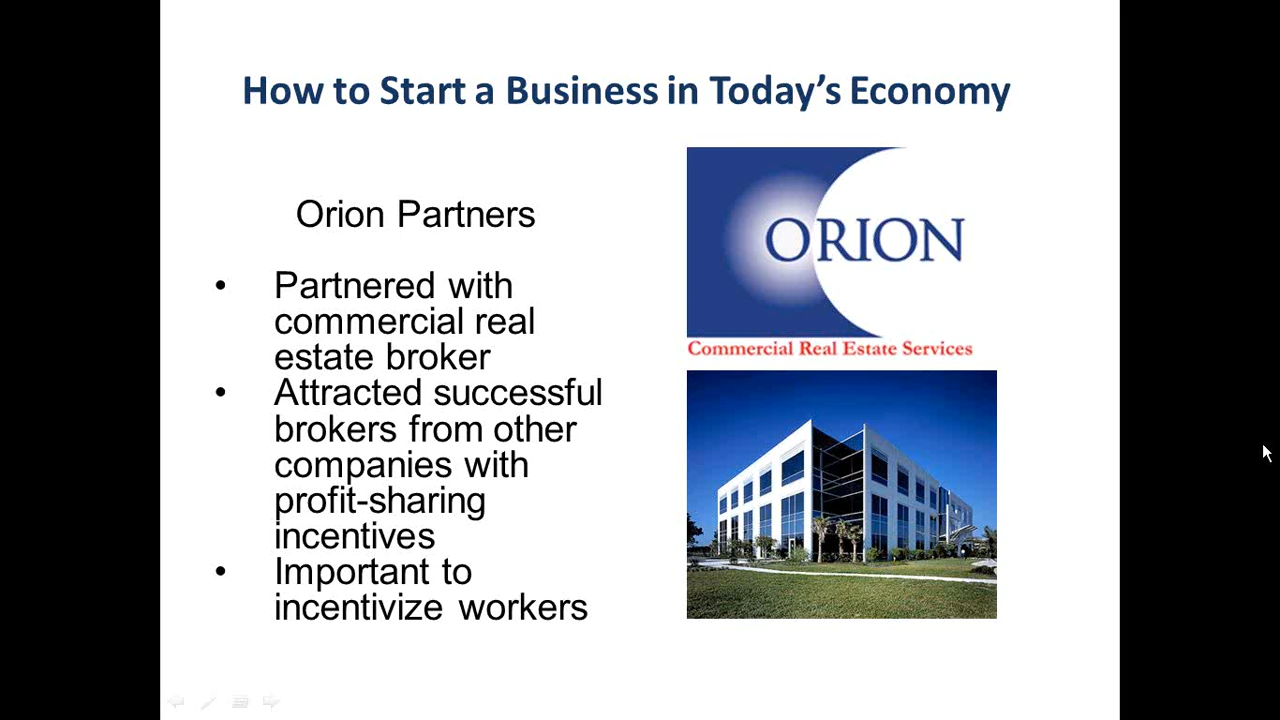 How to Start a Business in Today’s Economy
Orion Partners
• Partnered with
commercial real
estate broker
• Attracted successful
brokers from other
companies with
profit-sharing
incentives
• Important to
incentivize workers
ORION
Commercial Real Estate Services